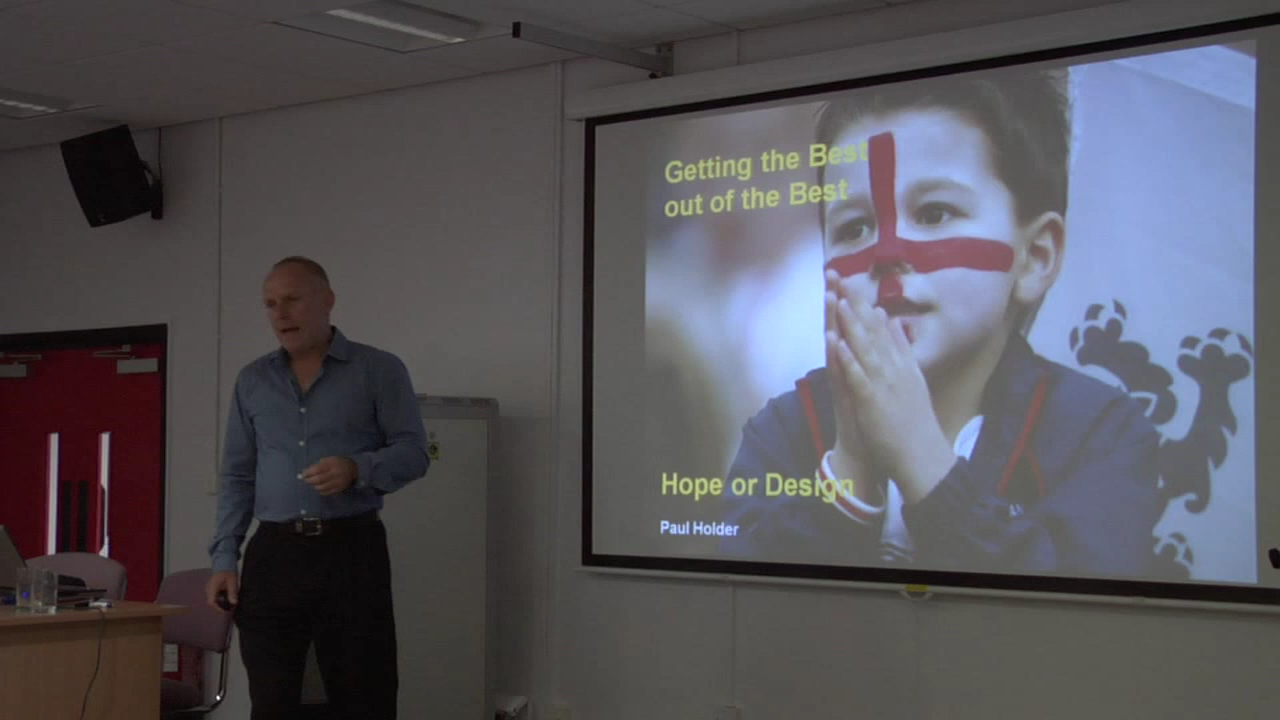 Getting the Best
out of the Best
Hope or Design
Paul Holder